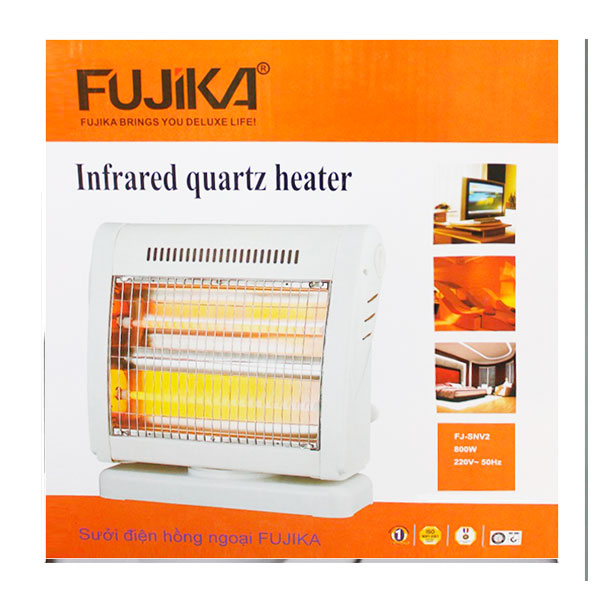 FUJIKA®
FUJIKA BRINGS YOU DELUXE LIFE!
Infrared quartz heater
FJ-SNV2
800W
220V~ 50Hz
Sưởi điện hồng ngoại FUJIKA
ISO